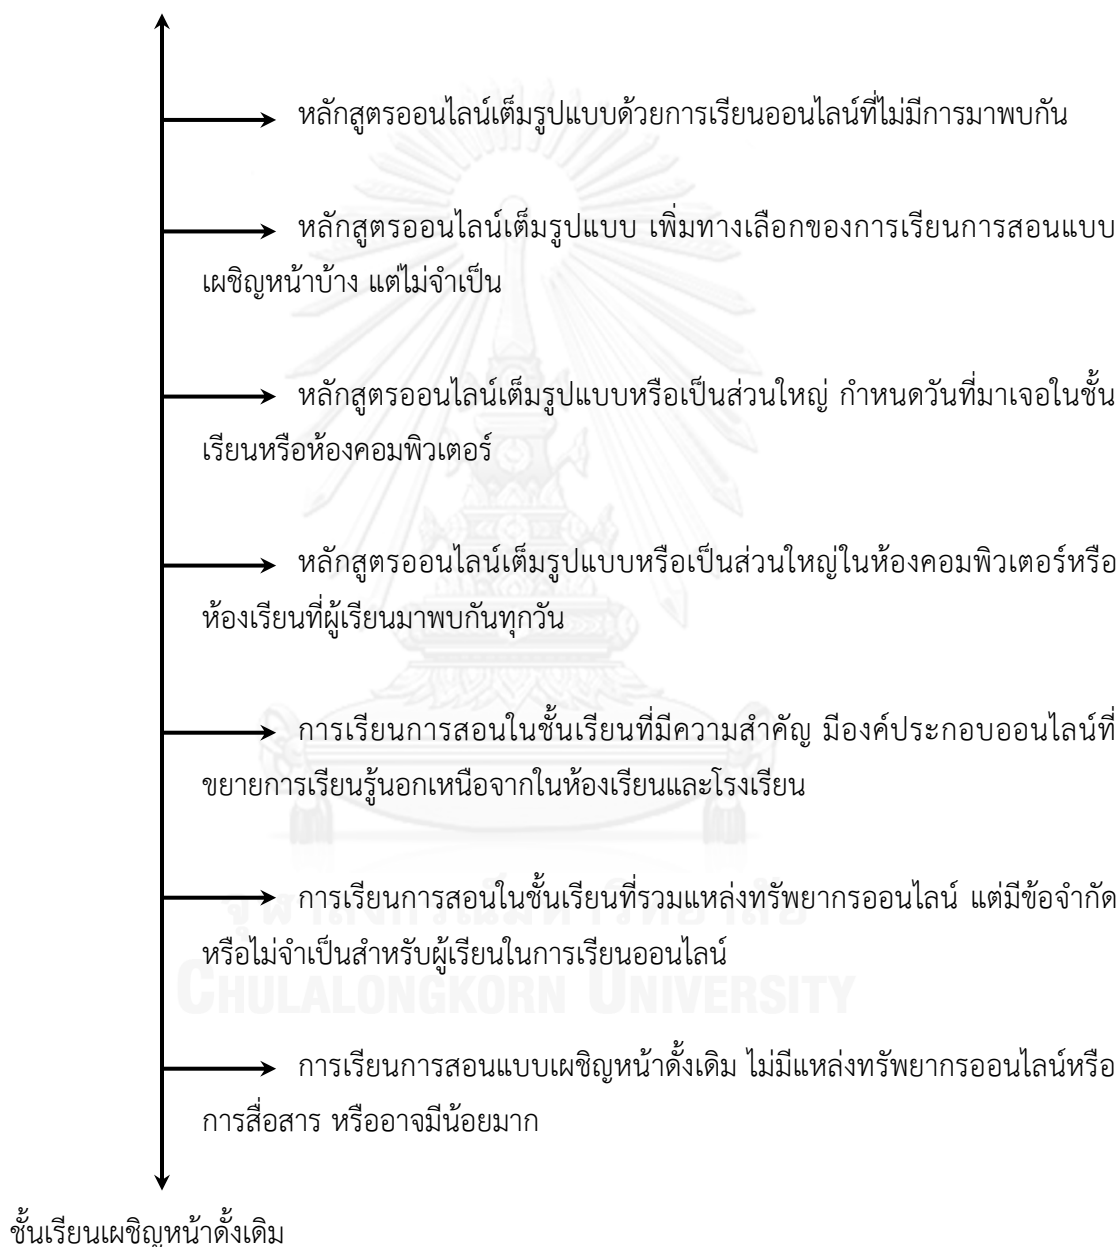 หลักสูตรออนไลน์เต็มรูปแบบด้วยการเรียนออนไลน์ที่ไม่มีการมาพบกัน
หลักสูตรออนไลน์เต็มรูปแบบ เพิ่มทางเลือกของการเรียนการสอนแบบ
เผชิญหน้าบ้าง แต่ไม่จำเป็น
หลักสูตรออนไลน์เต็มรูปแบบหรือเป็นส่วนใหญ่ กำหนดวันที่มาเจอในชั้น
เรียนหรือห้องคอมพิวเตอร์
หลักสูตรออนไลน์เต็มรูปแบบหรือเป็นส่วนใหญ่ในห้องคอมพิวเตอร์หรือ
ห้องเรียนที่ผู้เรียนมาพบกันทุกวัน
การเรียนการสอนในชั้นเรียนที่มีความสำคัญ มีองค์ประกอบออนไลน์ที่
ขยายการเรียนรู้นอกเหนือจากในห้องเรียนและโรงเรียน
การเรียนการสอนในชั้นเรียนที่รวมแหล่งทรัพยากรออนไลน์ แต่มีข้อจำกัด
จุฬาลงกรณ์มหาวิทยาลัย
หรือไม่จำเป็นสำหรับผู้เรียนในการเรียนออนไลน์
CHULALONGKORN UNIVERSITY
การเรียนการสอนแบบเผชิญหน้าดั้งเดิม ไม่มีแหล่งทรัพยากรออนไลน์หรือ
การสื่อสาร หรืออาจมีน้อยมาก
ชั้นเรียนเผชิญหน้าดั้งเดิม